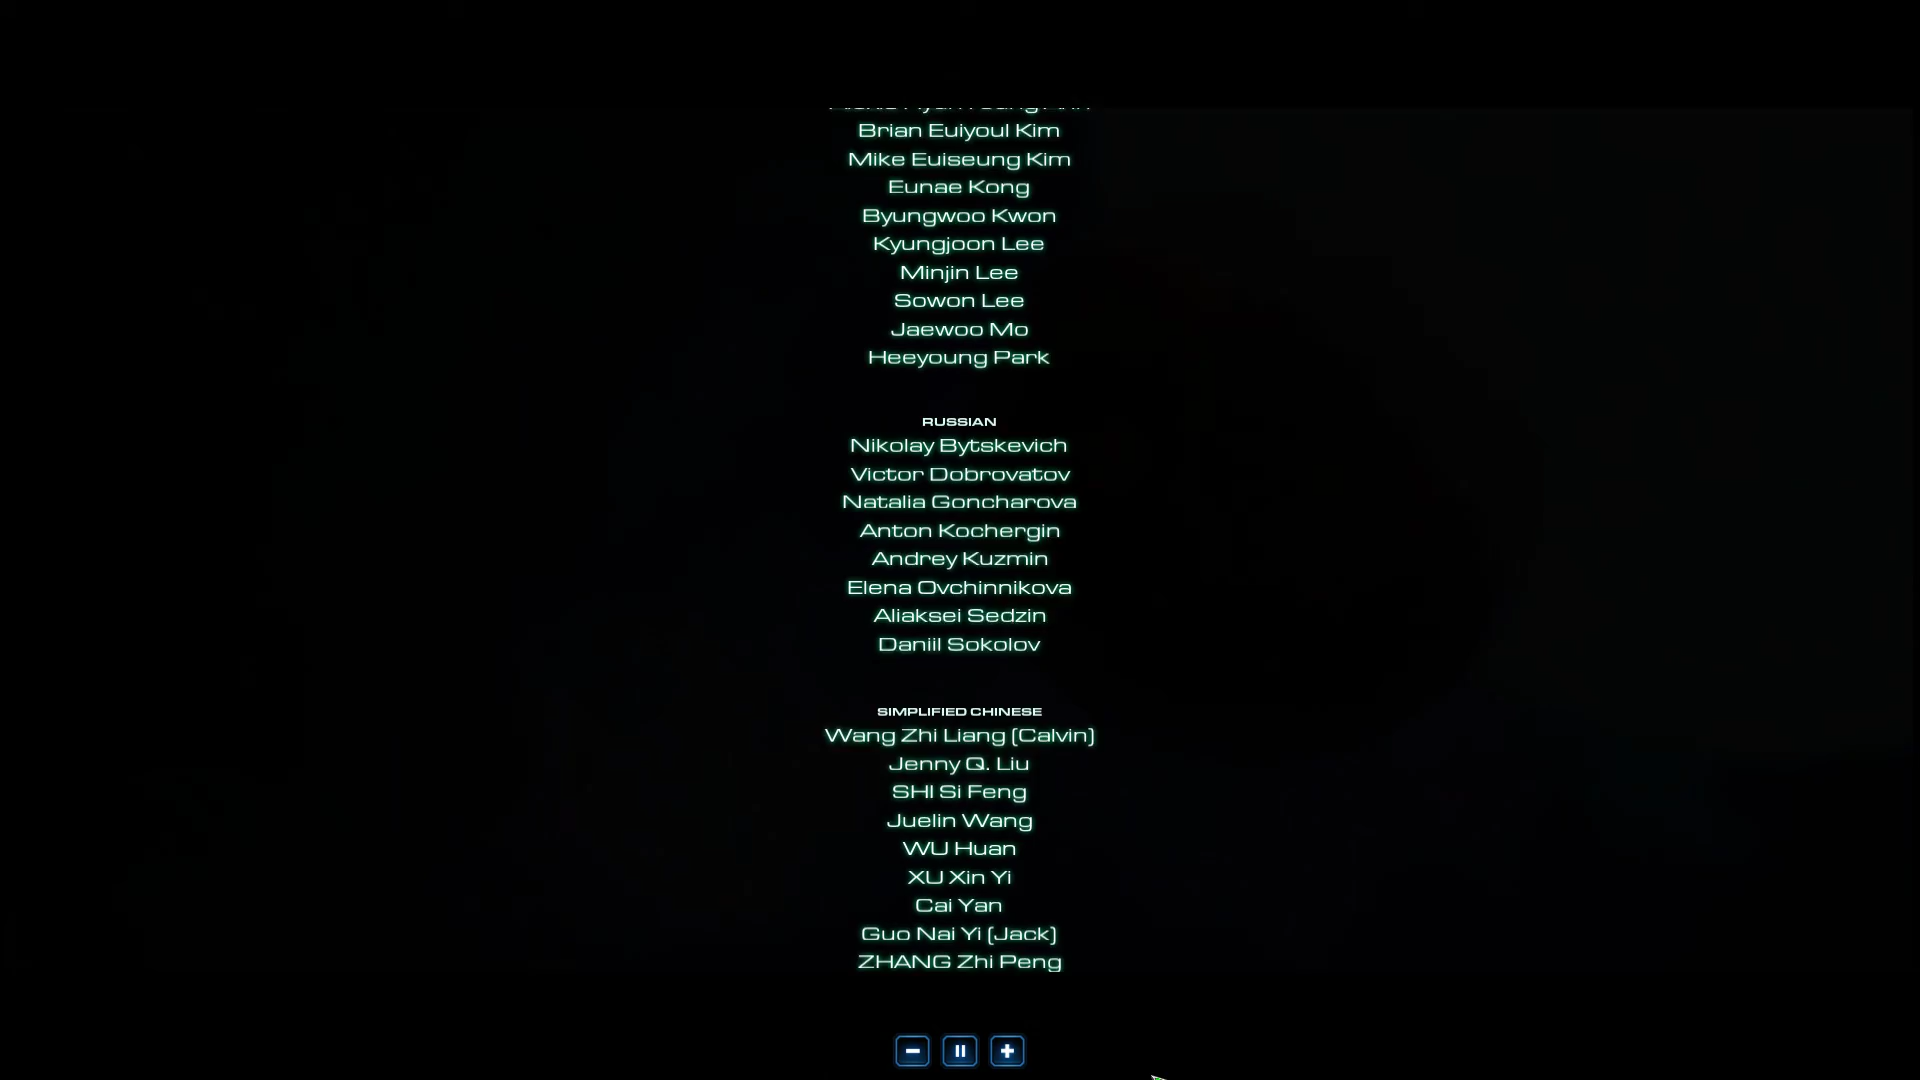 Brian Euiyoul Kim
Mike Euiseung Kim
Eunae Kong
Byungwoo Kwon
Kyungjoon Lee
Minjin Lee
Sowon Lee
Jaewoo Mo
Heeyoung Park
RUSSIAN
Nikolay Bytskevich
Victor Dobrovatov
Natalia Goncharova
Anton Kochergin
Andrey Kuzmin
Elena Ovchinnikova
Aliaksei Sedzin
Daniil Sokolov
SIMPLIFIED CHINESE
Wang Zhi Liang (Calvin)
Jenny Q. Liu
SHI Si Feng
Juelin Wang
WU Huan
XU Xin Yi
Cai Yan
Guo Nai Yi (Jack)
ZHANG Zhi Peng